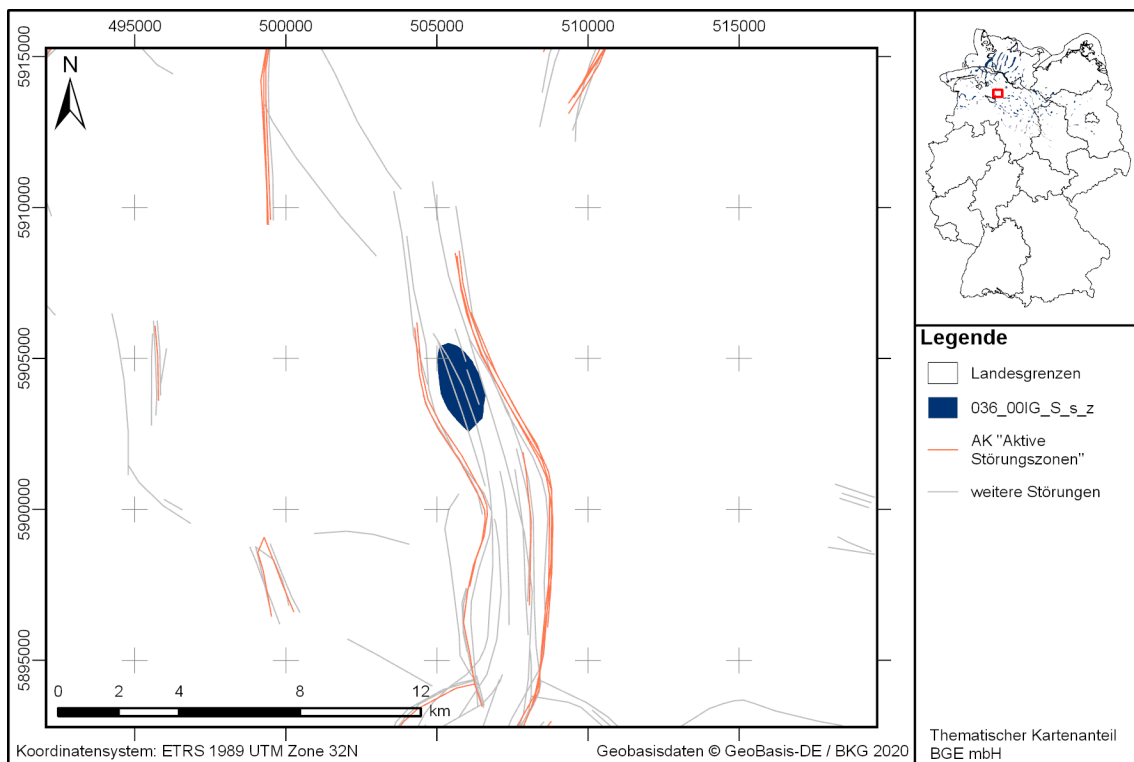 495000 500000 505000 510000 515000
5915000
5910000
5905000
5900000
5895000
N
0 2 4 8 12
km
Koordinatensystem: ETRS 1989 UTM Zone 32N
Geobasisdaten © GeoBasis-DE / BKG 2020
Legende
Landesgrenzen
036_00IG_S_s_z
AK "Aktive
Störungszonen"
weitere Störungen
Thematischer Kartenanteil
BGE mbH